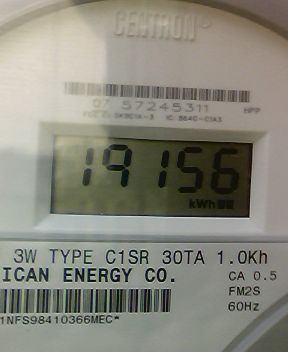 CENTRON®
07 57245311 HPP
19156
kWh
3W TYPE C1SR 30TA 1.0Kh
ICAN ENERGY CO. CA 0.5
FM2S
60Hz
1NFS98410366MEC*